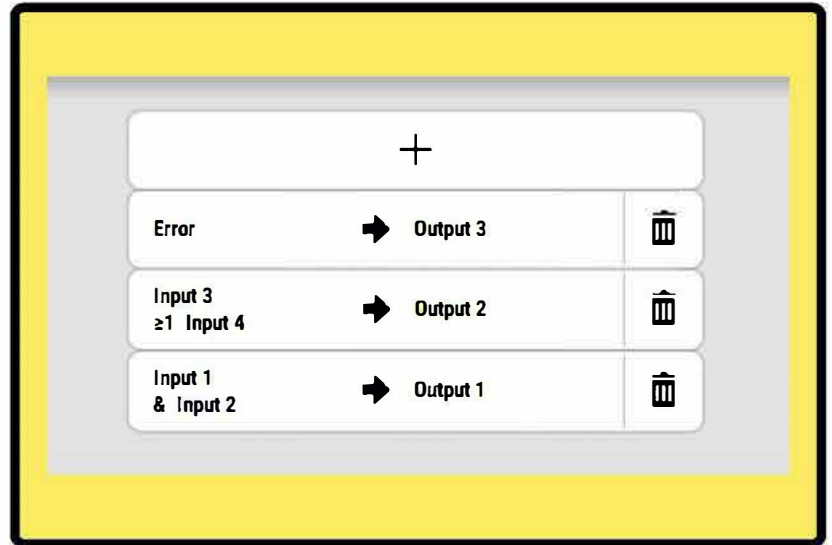 +
Error → Output 3
Input 3
≥1 Input 4 → Output 2
Input 1
& Input 2 → Output 1